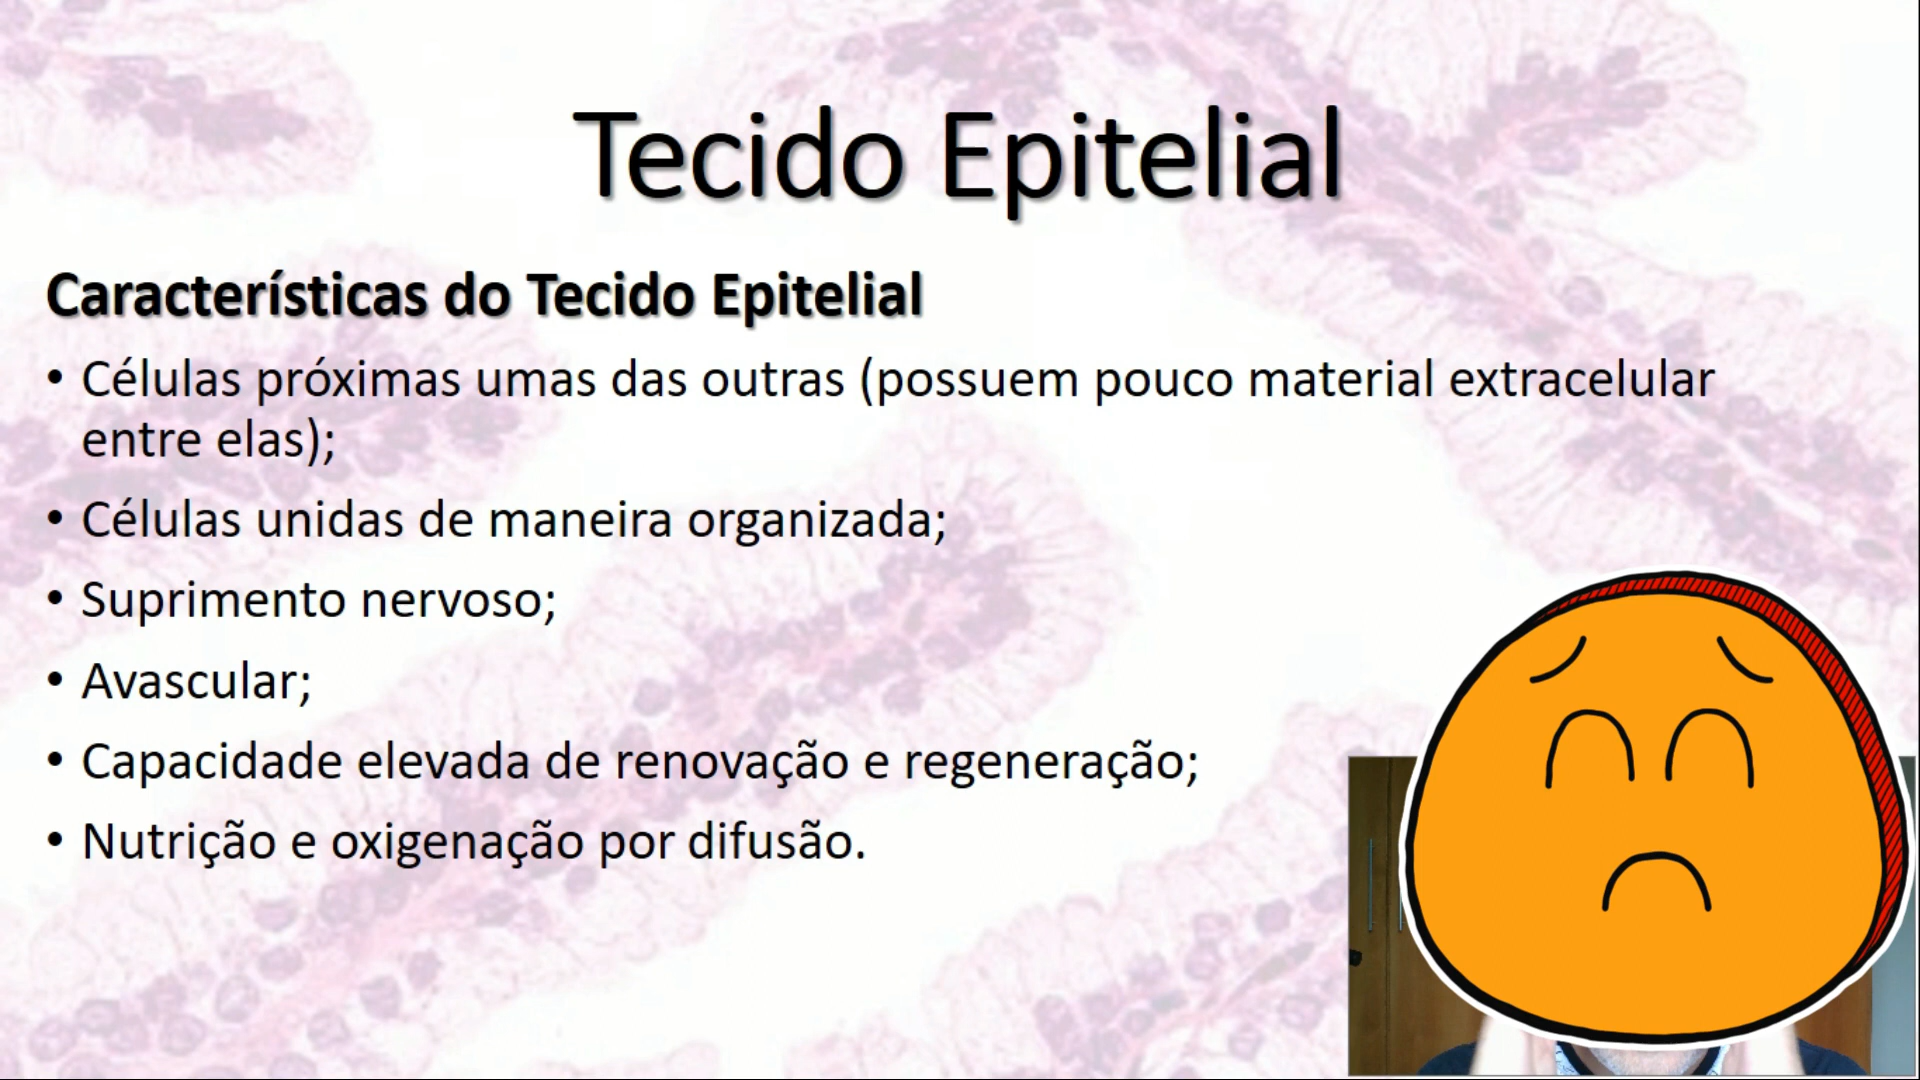 Tecido Epitelial
Características do Tecido Epitelial
• Células próximas umas das outras (possuem pouco material extracelular
entre elas);
• Células unidas de maneira organizada;
• Suprimento nervoso;
• Avascular;
• Capacidade elevada de renovação e regeneração;
• Nutrição e oxigenação por difusão.